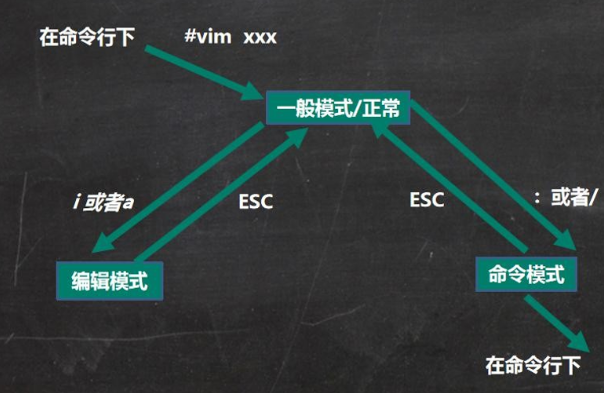 在命令行下 #vim xxx
一般模式/正常
i 或者a
ESC
ESC
: 或者/
编辑模式
命令模式
在命令行下